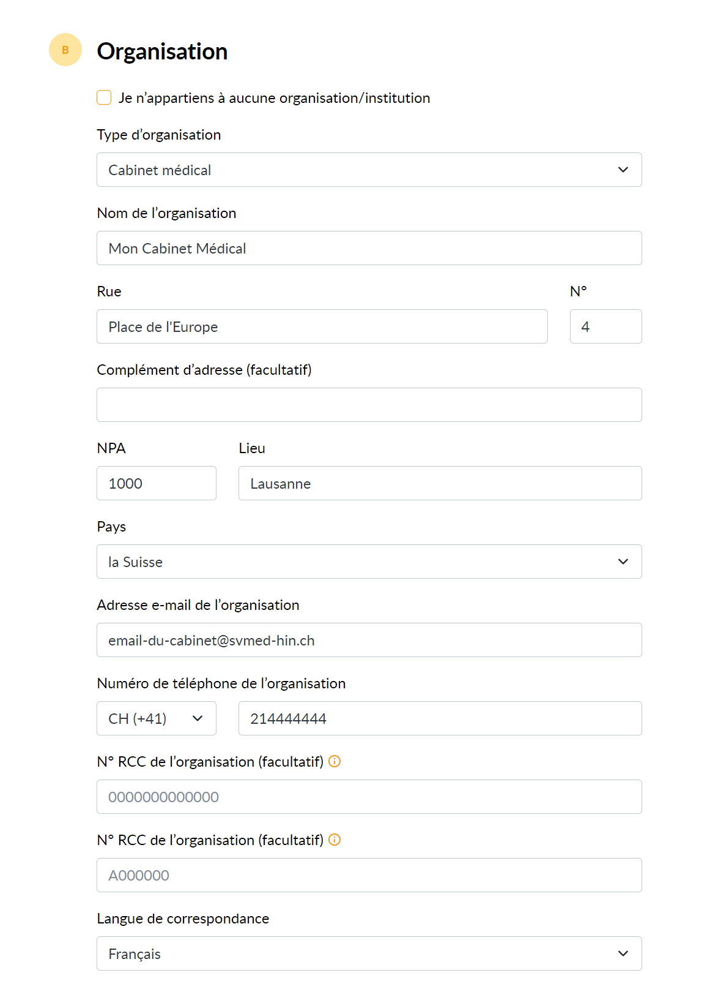 B
Organisation
Je n’appartiens à aucune organisation/institution
Type d’organisation
Cabinet médical
Nom de l’organisation
Mon Cabinet Médical
Rue N°
Place de l'Europe 4
Complément d’adresse (facultatif)
NPA Lieu
1000 Lausanne
Pays
la Suisse
Adresse e-mail de l’organisation
email-du-cabinet@svmed-hin.ch
Numéro de téléphone de l’organisation
CH (+41) 214444444
N° RCC de l’organisation (facultatif)
0000000000000
N° RCC de l’organisation (facultatif)
A000000
Langue de correspondance
Français